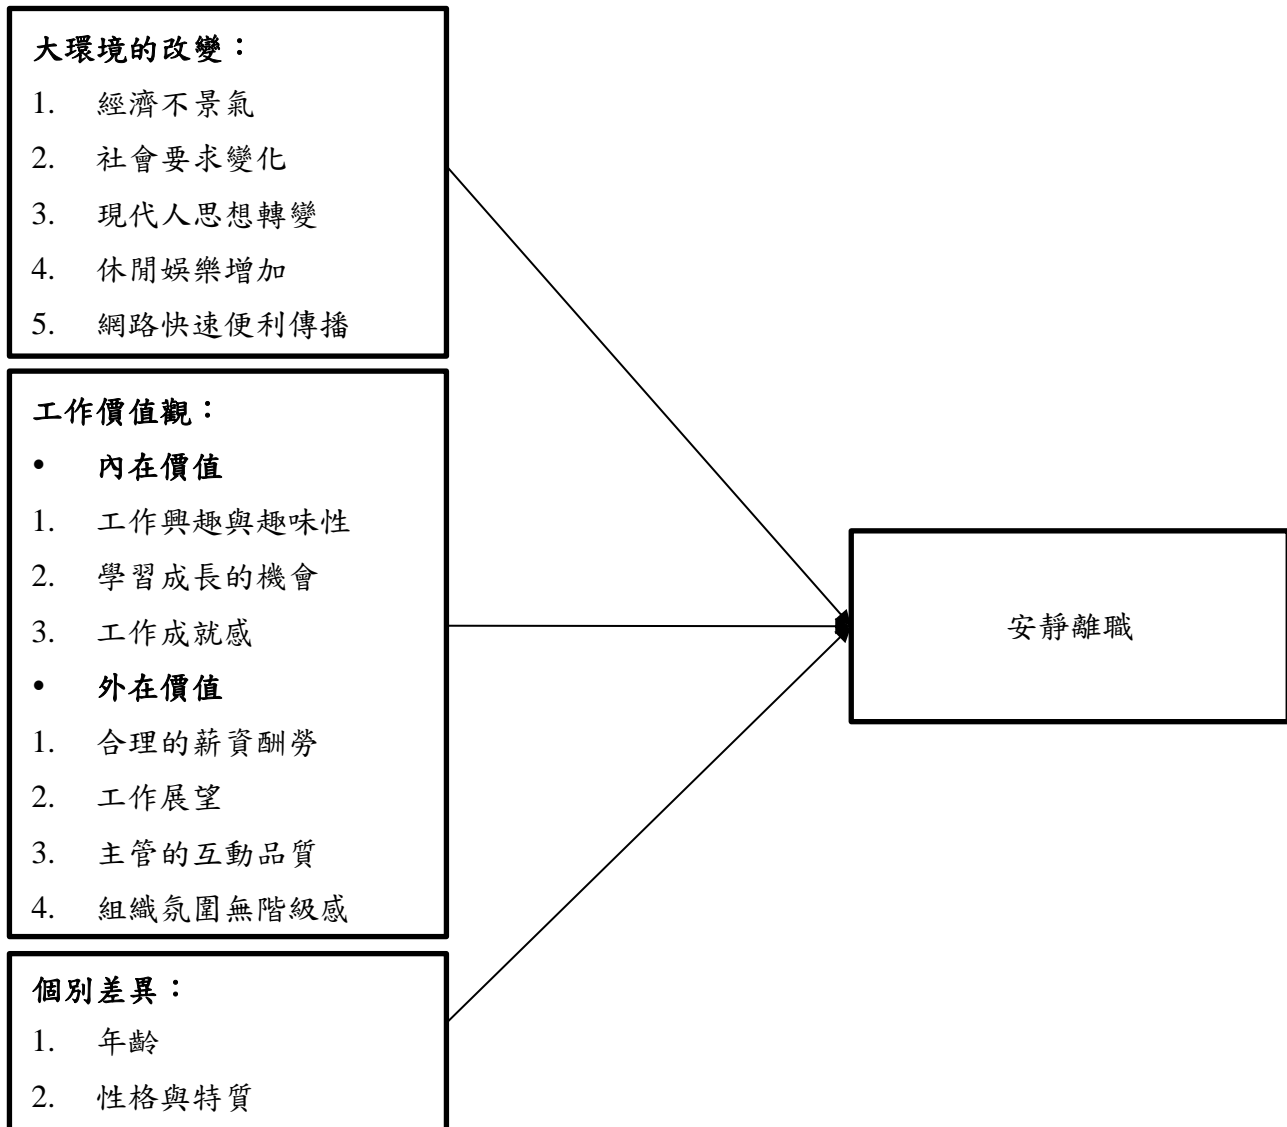 大環境的改變：
1. 經濟不景氣
2. 社會要求變化
3. 現代人思想轉變
4. 休閒娛樂增加
5. 網路快速便利傳播
工作價值觀：
• 內在價值
1. 工作興趣與趣味性
2. 學習成長的機會
3. 工作成就感
• 外在價值
1. 合理的薪資酬勞
2. 工作展望
3. 主管的互動品質
4. 組織氛圍無階級感
個別差異：
1. 年齡
2. 性格與特質
安靜離職